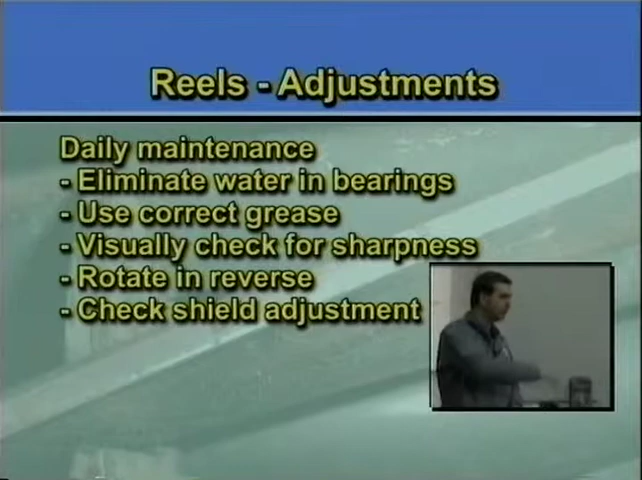 Reels - Adjustments
Daily maintenance
- Eliminate water in bearings
- Use correct grease
- Visually check for sharpness
- Rotate in reverse
- Check shield adjustment